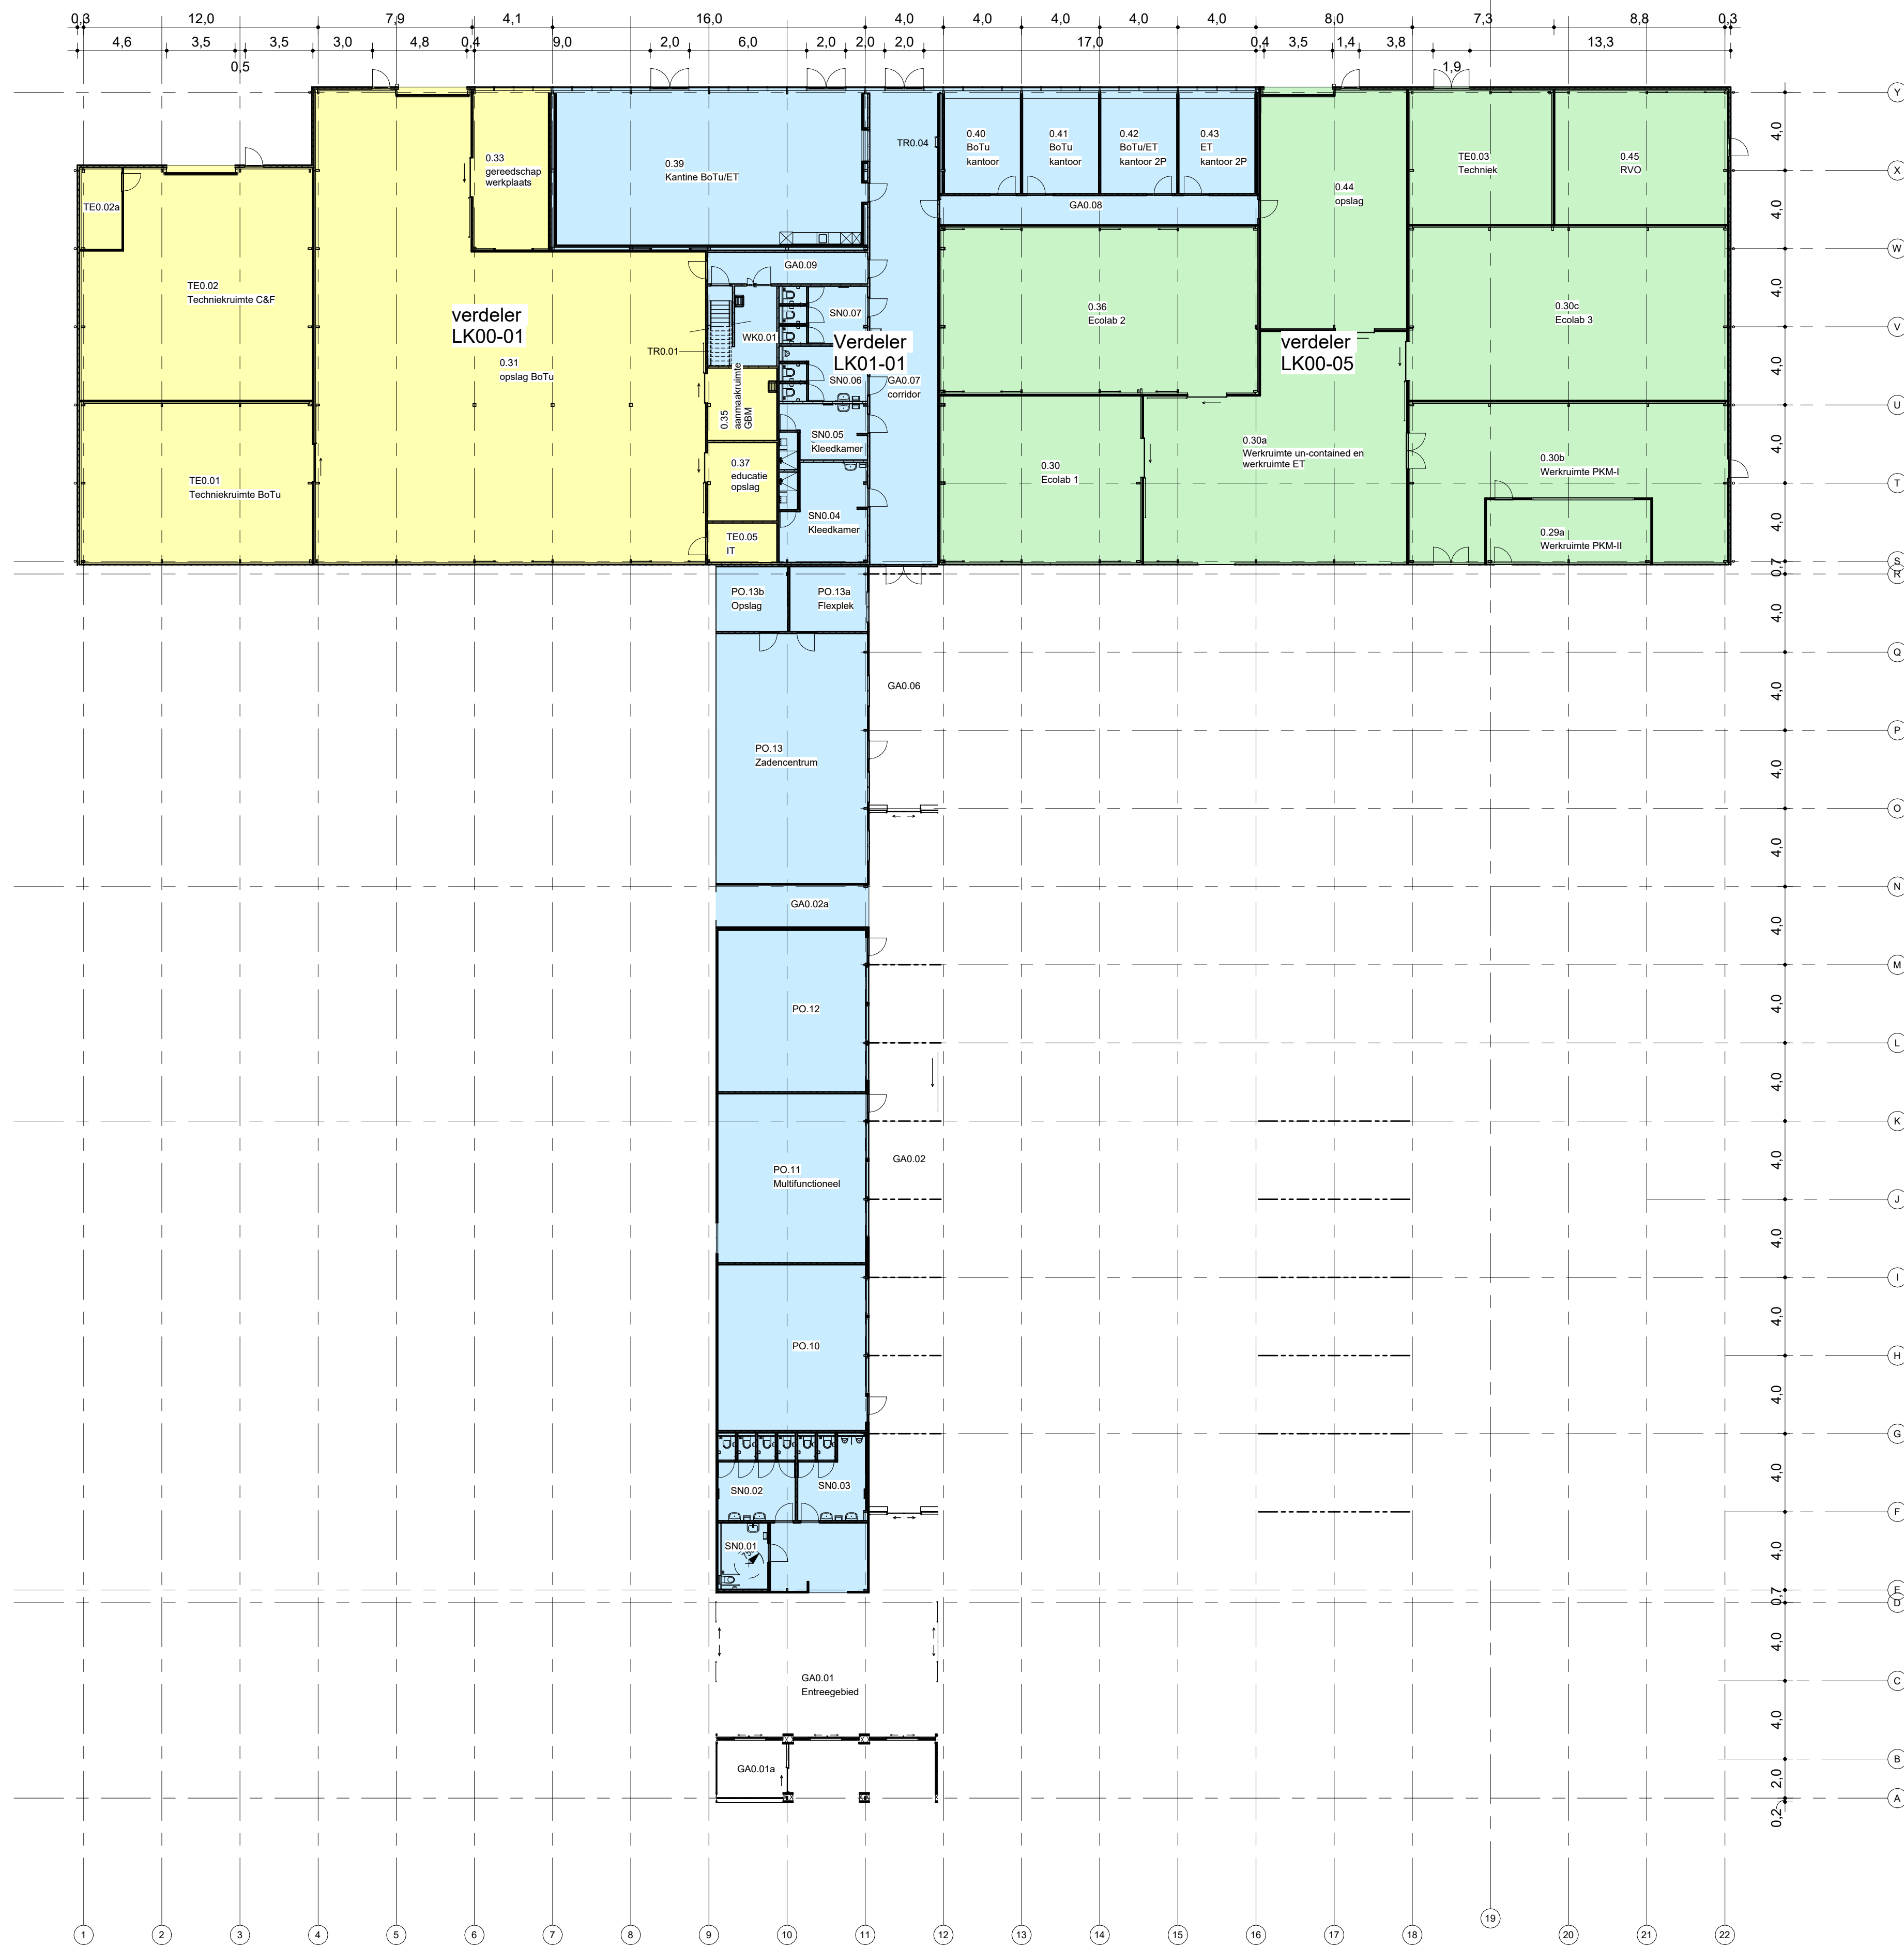 0,3
12,0
7,9
4,1
16,0
4,0
4,0
4,0
4,0
4,0
8,0
7,3
8,8
0,3
4,6
3,5
3,5
3,0
4,8
0,4
9,0
2,0
6,0
2,0
2,0
2,0
17,0
0,4
3,5
1,4
3,8
13,3
0,5
1,9
Y
4,0
X
4,0
W
4,0
V
4,0
U
4,0
T
4,0
S
0,7
R
4,0
Q
4,0
P
4,0
O
4,0
N
4,0
M
4,0
L
4,0
K
4,0
J
4,0
I
4,0
H
4,0
G
4,0
F
4,0
E
0,7
D
4,0
C
4,0
B
2,0
A
0,2
TE0.02a
TE0.02
Techniekruimte C&F
TE0.01
Techniekruimte BoTu
verdeler
LK00-01
0.31
opslag BoTu
0.33
gereedschap
werkplaats
0.39
Kantine BoTu/ET
TR0.04
0.40
BoTu
kantoor
0.41
BoTu
kantoor
0.42
BoTu/ET
kantoor 2P
0.43
ET
kantoor 2P
GA0.08
0.44
opslag
TE0.03
Techniek
0.45
RVO
GA0.09
SN0.07
WK0.01
TR0.01
Verdeler
LK01-01
SN0.06
GA0.07
corridor
0.35
aanmaakruimte
GBM
SN0.05
Kleedkamer
0.37
educatie
opslag
SN0.04
Kleedkamer
TE0.05
IT
0.36
Ecolab 2
verdeler
LK00-05
0.30c
Ecolab 3
0.30
Ecolab 1
0.30a
Werkruimte un-contained en
werkruimte ET
0.30b
Werkruimte PKM-I
0.29a
Werkruimte PKM-II
PO.13b
Opslag
PO.13a
Flexplek
GA0.06
PO.13
Zadencentrum
GA0.02a
PO.12
GA0.02
PO.11
Multifunctioneel
PO.10
SN0.02
SN0.03
SN0.01
GA0.01
Entreegebied
GA0.01a
1
2
3
4
5
6
7
8
9
10
11
12
13
14
15
16
17
18
19
20
21
22